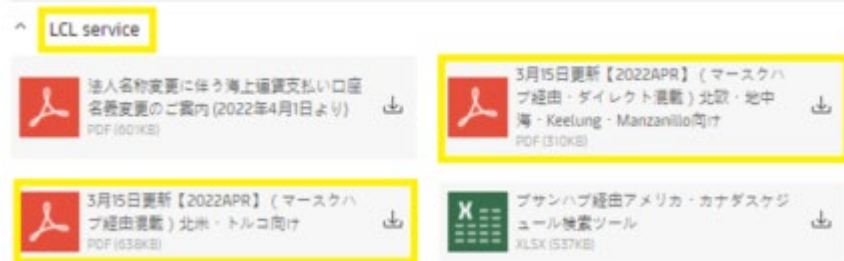 LCL service
法人名称変更に伴う海上運賃支払い口座
名義変更のご案内 (2022年4月1日より)
PDF (601KB)
3月15日更新【2022APR】 ( マースクハ
ブ経由・ダイレクト混載 ) 北欧・地中
海・Keelung・Manzanillo向け
PDF (310KB)
3月15日更新【2022APR】 ( マースクハ
ブ経由混載 ) 北米・トルコ向け
PDF (638KB)
プサンハブ経由アメリカ・カナダスケジ
ュール検索ツール
XLSX (537KB)